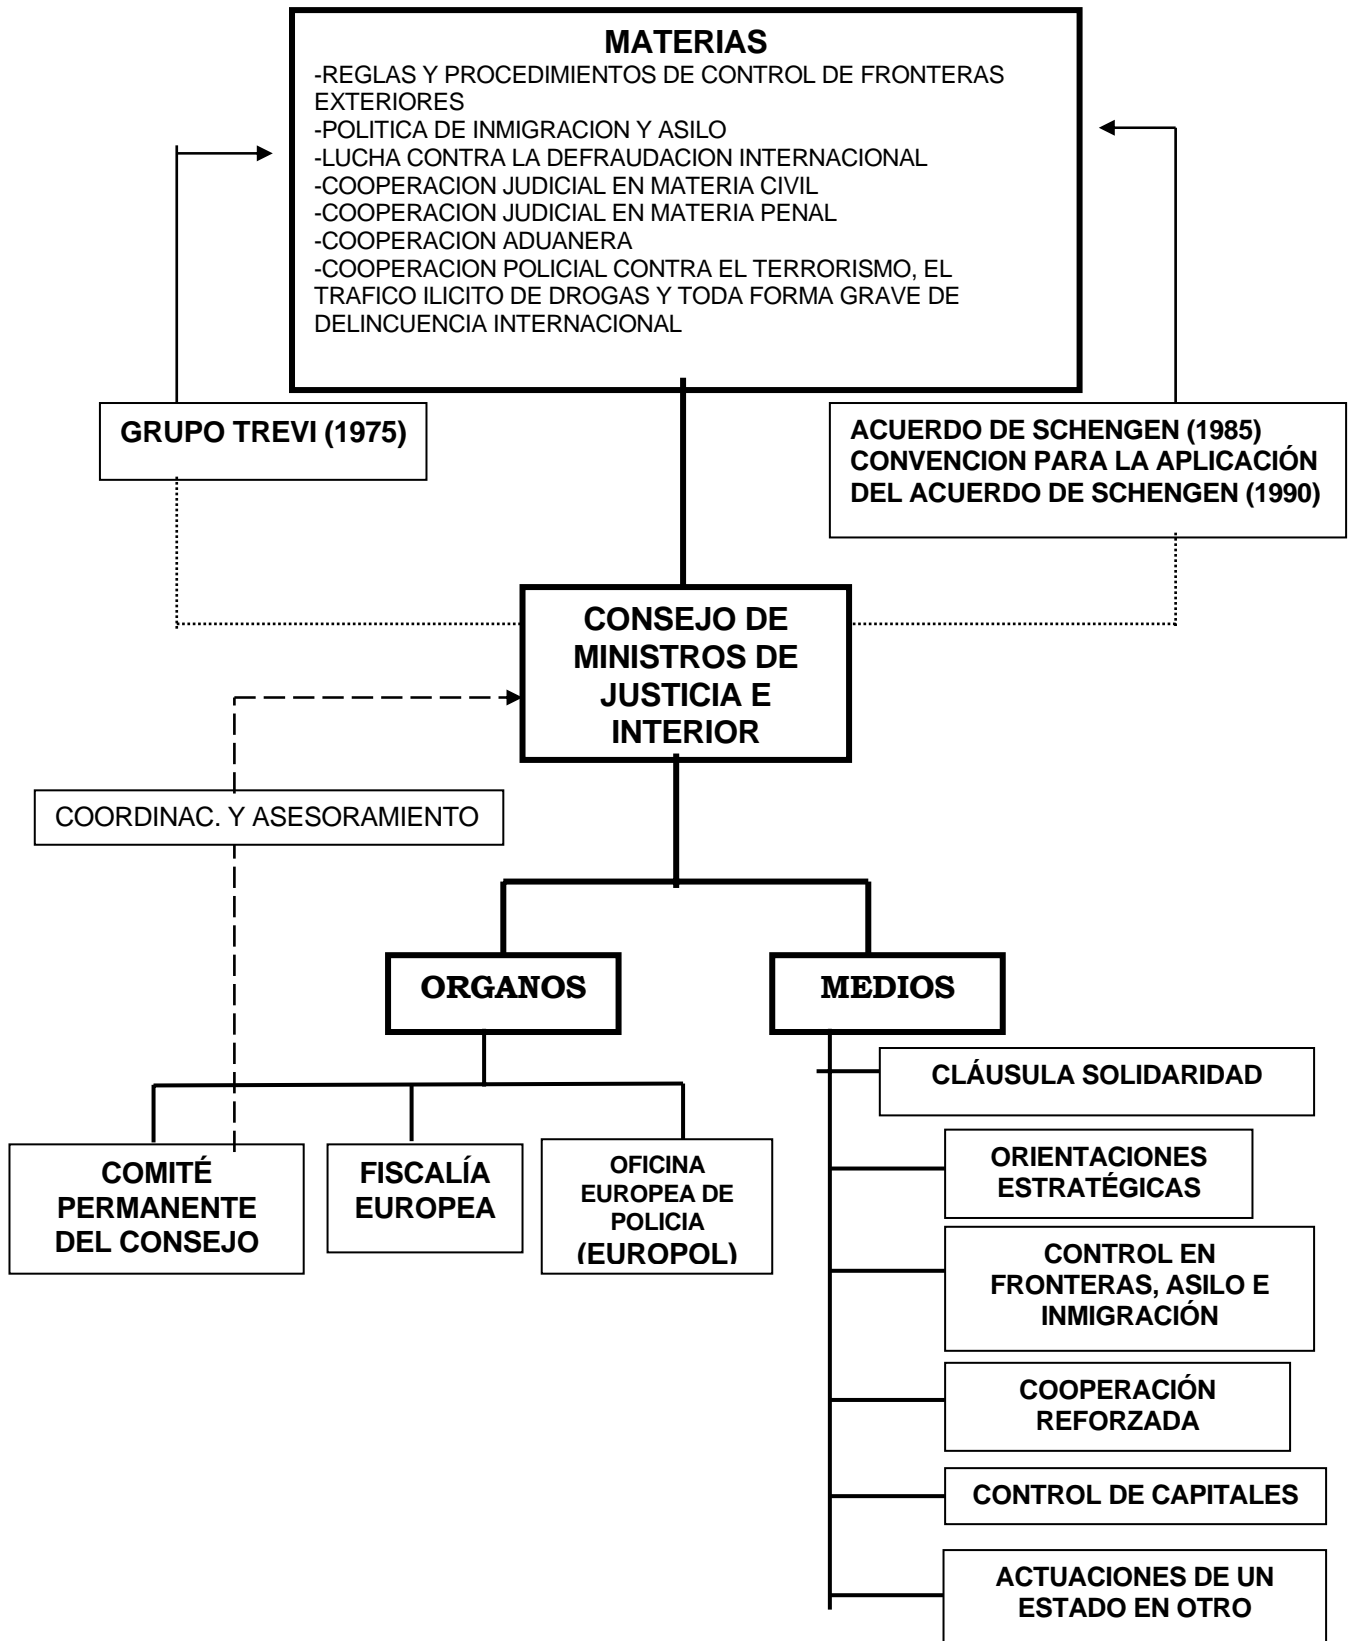 MATERIAS
-REGLAS Y PROCEDIMIENTOS DE CONTROL DE FRONTERAS
EXTERIORES
-POLITICA DE INMIGRACION Y ASILO
-LUCHA CONTRA LA DEFRAUDACION INTERNACIONAL
-COOPERACION JUDICIAL EN MATERIA CIVIL
-COOPERACION JUDICIAL EN MATERIA PENAL
-COOPERACION ADUANERA
-COOPERACION POLICIAL CONTRA EL TERRORISMO, EL
TRAFICO ILICITO DE DROGAS Y TODA FORMA GRAVE DE
DELINCUENCIA INTERNACIONAL
GRUPO TREVI (1975)
ACUERDO DE SCHENGEN (1985)
CONVENCION PARA LA APLICACIÓN
DEL ACUERDO DE SCHENGEN (1990)
CONSEJO DE
MINISTROS DE
JUSTICIA E
INTERIOR
COORDINAC. Y ASESORAMIENTO
ORGANOS
MEDIOS
COMITÉ
PERMANENTE
DEL CONSEJO
FISCALÍA
EUROPEA
OFICINA
EUROPEA DE
POLICIA
(EUROPOL)
CLÁUSULA SOLIDARIDAD
ORIENTACIONES
ESTRATÉGICAS
CONTROL EN
FRONTERAS, ASILO E
INMIGRACIÓN
COOPERACIÓN
REFORZADA
CONTROL DE CAPITALES
ACTUACIONES DE UN
ESTADO EN OTRO